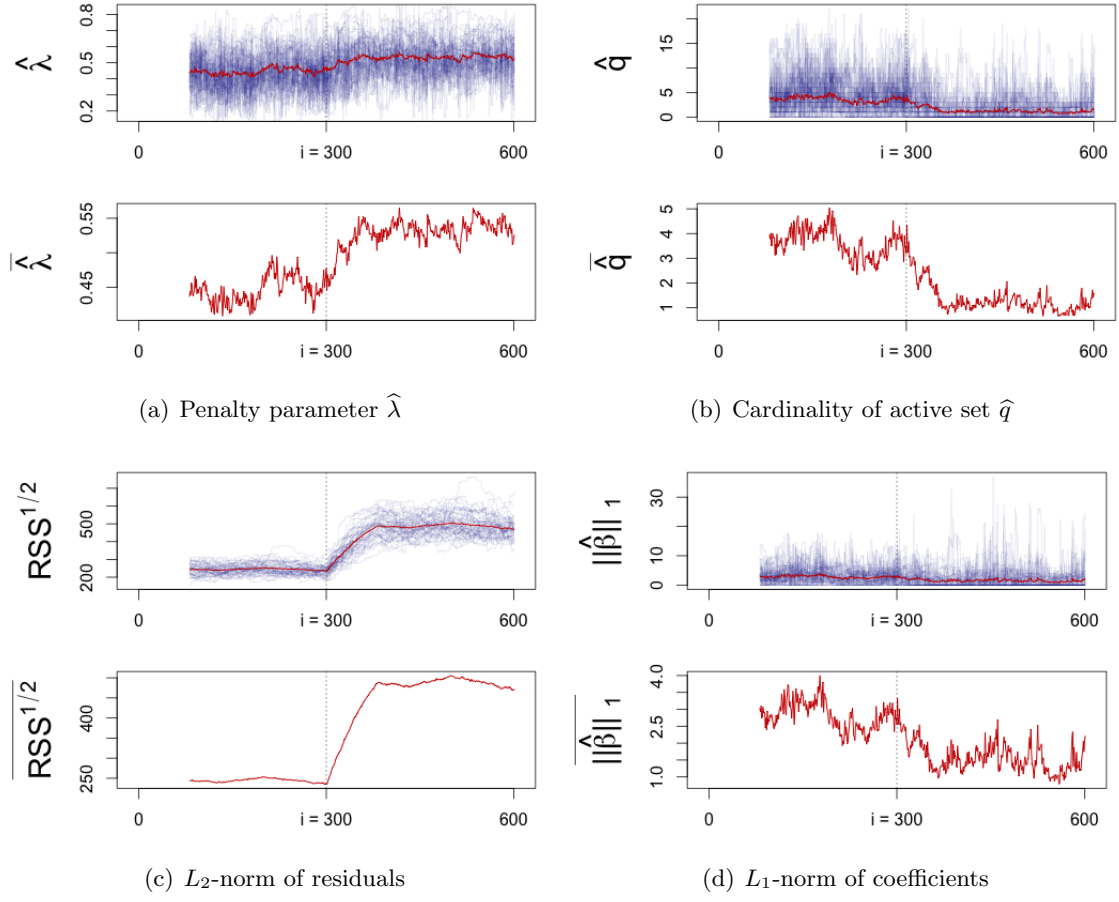 λ̂
0.2 0.5 0.8
0 i = 300 600
q̂
0 5 15
0 i = 300 600
λ̂̅
0.45 0.55
0 i = 300 600
q̂̅
1 2 3 4 5
0 i = 300 600
(a) Penalty parameter λ̂
(b) Cardinality of active set q̂
RSS^1/2
200 500
0 i = 300 600
||β̂||_1
0 10 30
0 i = 300 600
RSS^1/2
250 400
0 i = 300 600
||β̂||_1
1.0 2.5 4.0
0 i = 300 600
(c) L₂-norm of residuals
(d) L₁-norm of coefficients